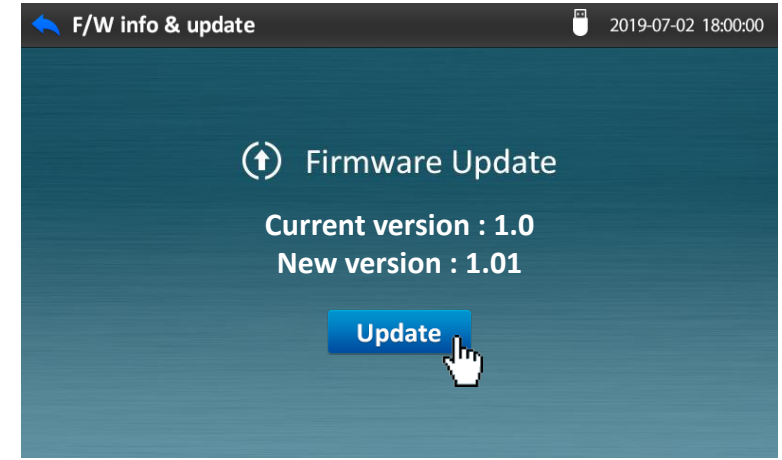 F/W info & update
2019-07-02 18:00:00
Firmware Update
Current version : 1.0
New version : 1.01
Update